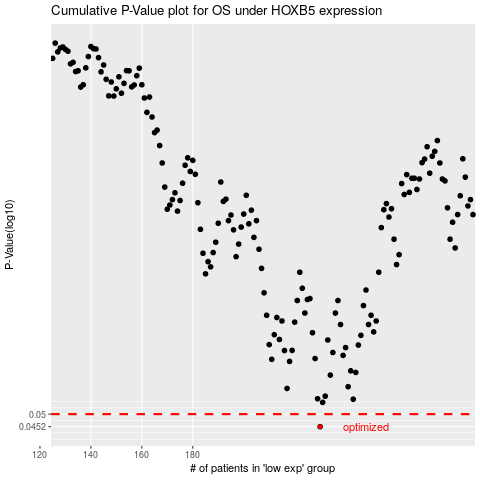 Cumulative P-Value plot for OS under HOXB5 expression
P-Value(log10)
0.05
0.0452
optimized
120 140 160 180
# of patients in 'low exp' group